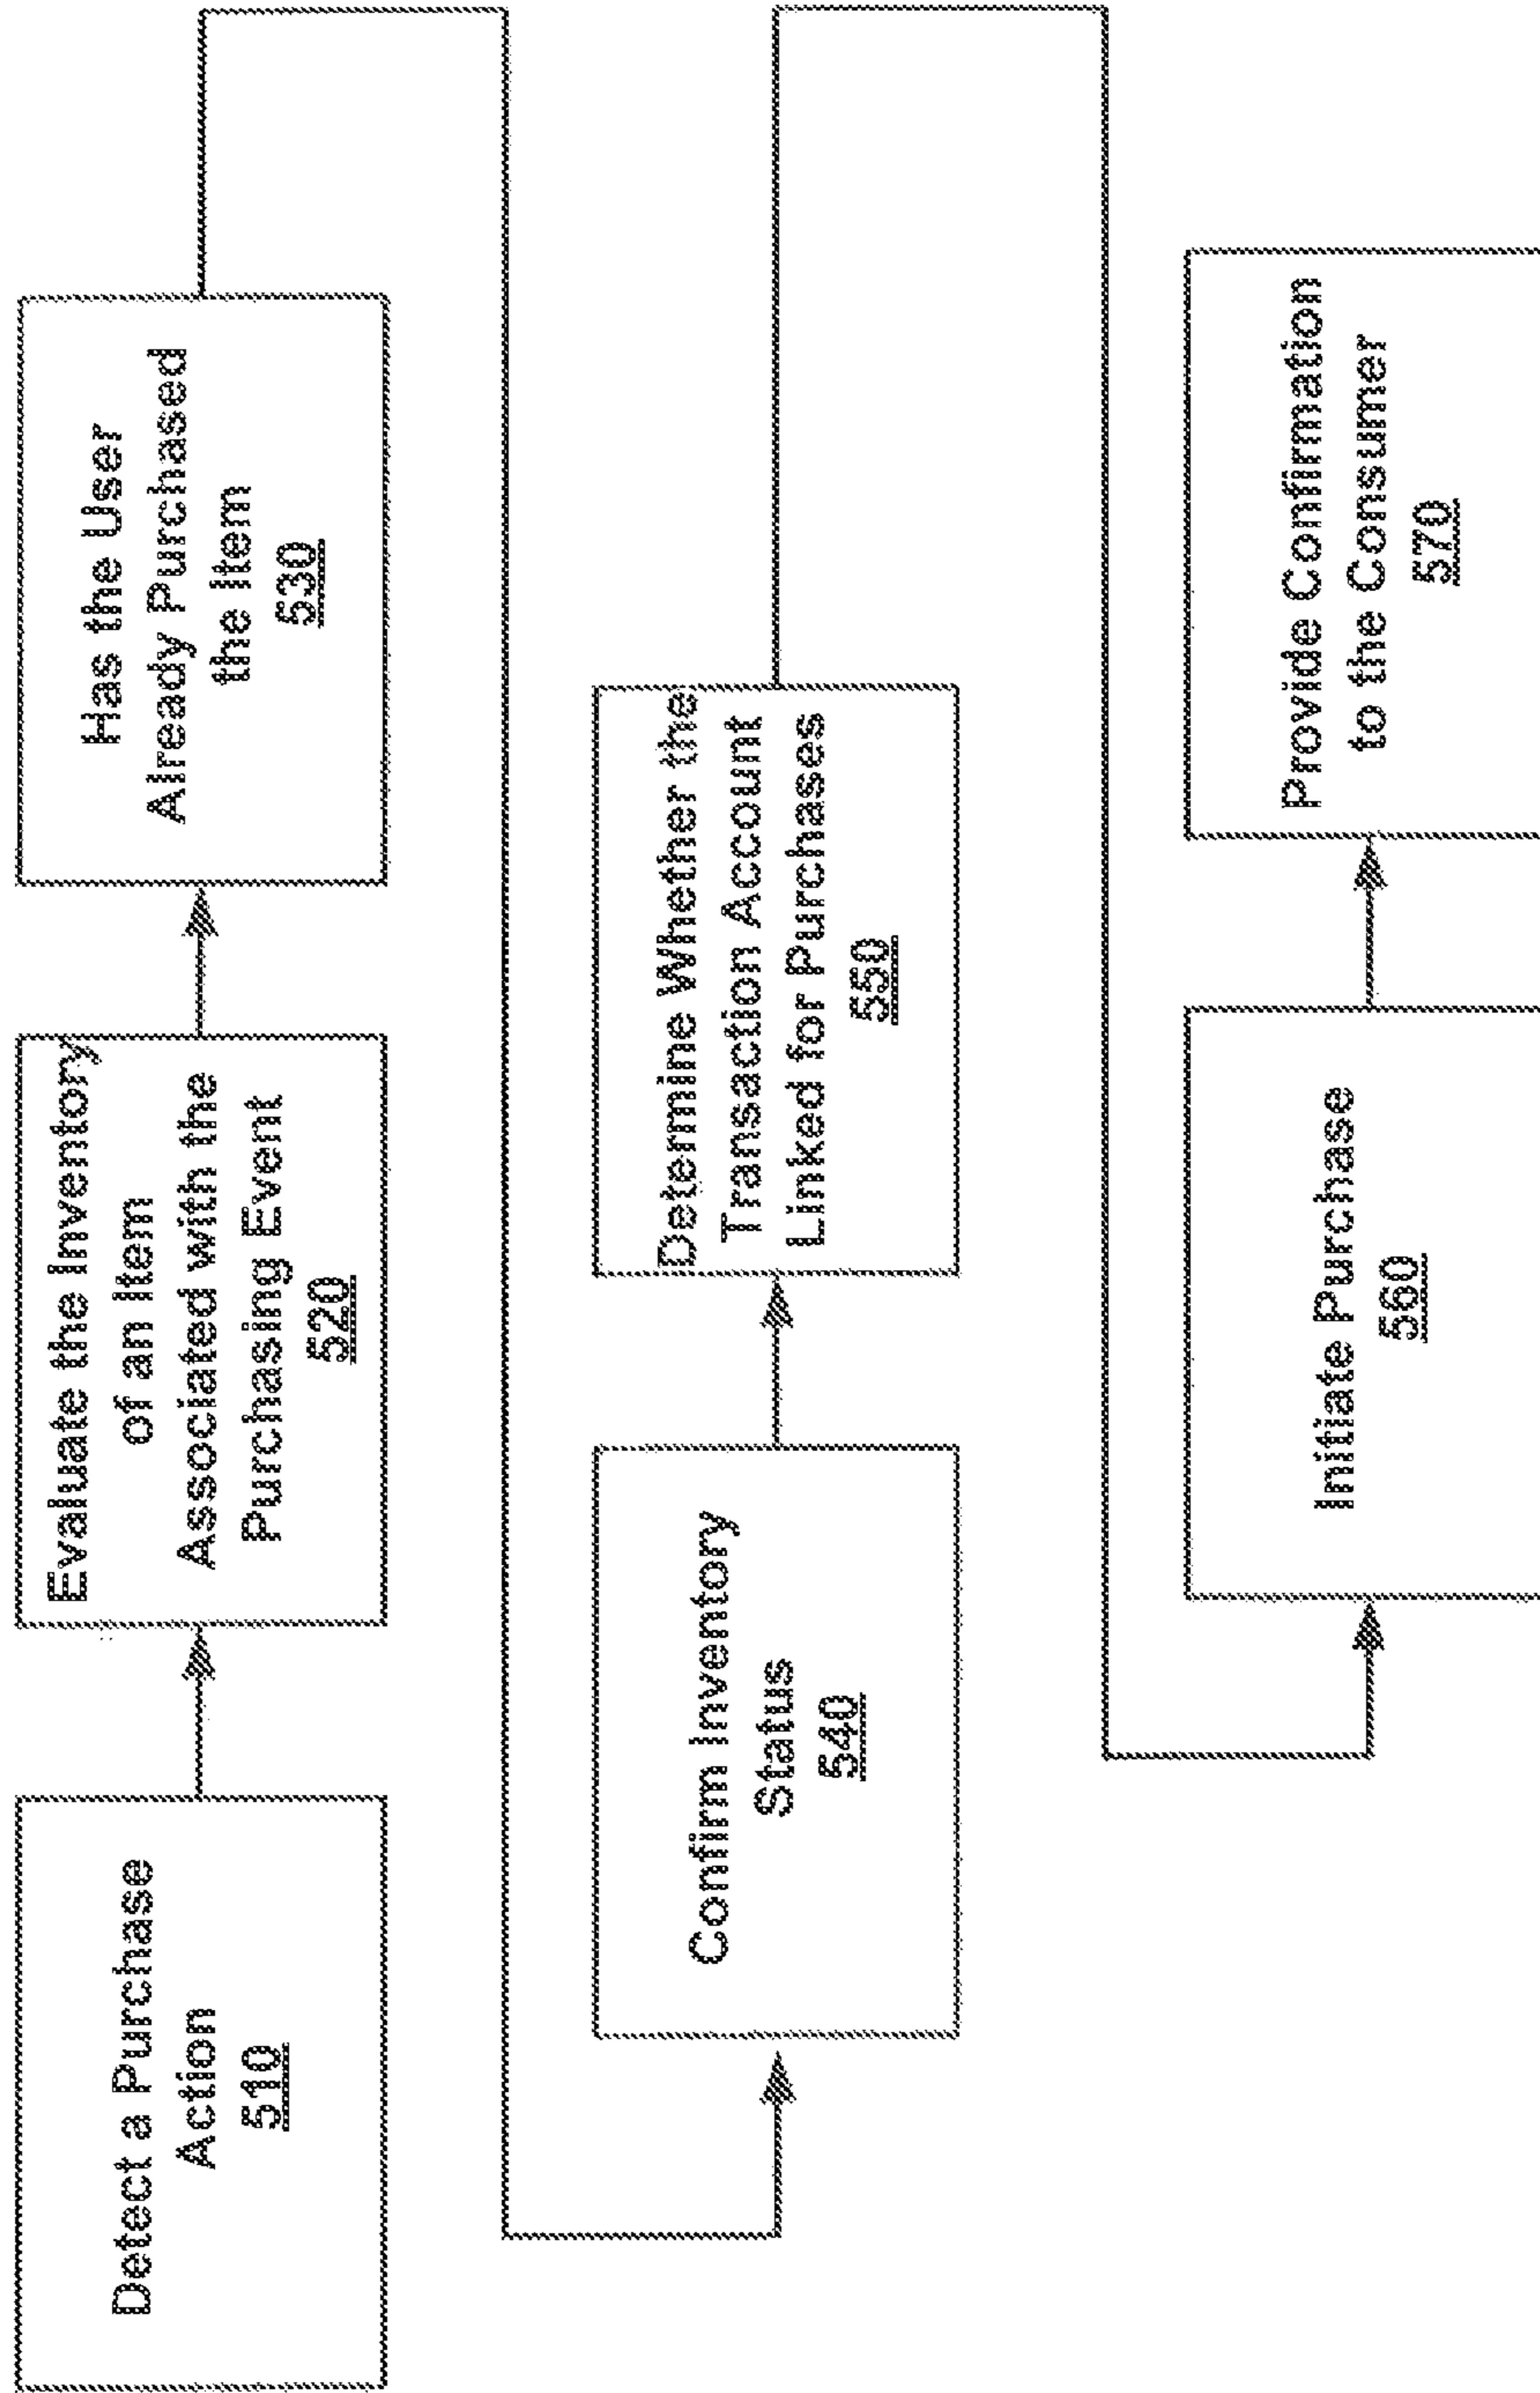 Detect a Purchase
Action
510
Evaluate the Inventory
of an Item
Associated with the
Purchasing Event
520
Has the User
Already Purchased
the Item
530
Confirm Inventory
Status
540
Determine Whether the
Transaction Account
Linked for Purchases
550
Initiate Purchase
560
Provide Confirmation
to the Consumer
570